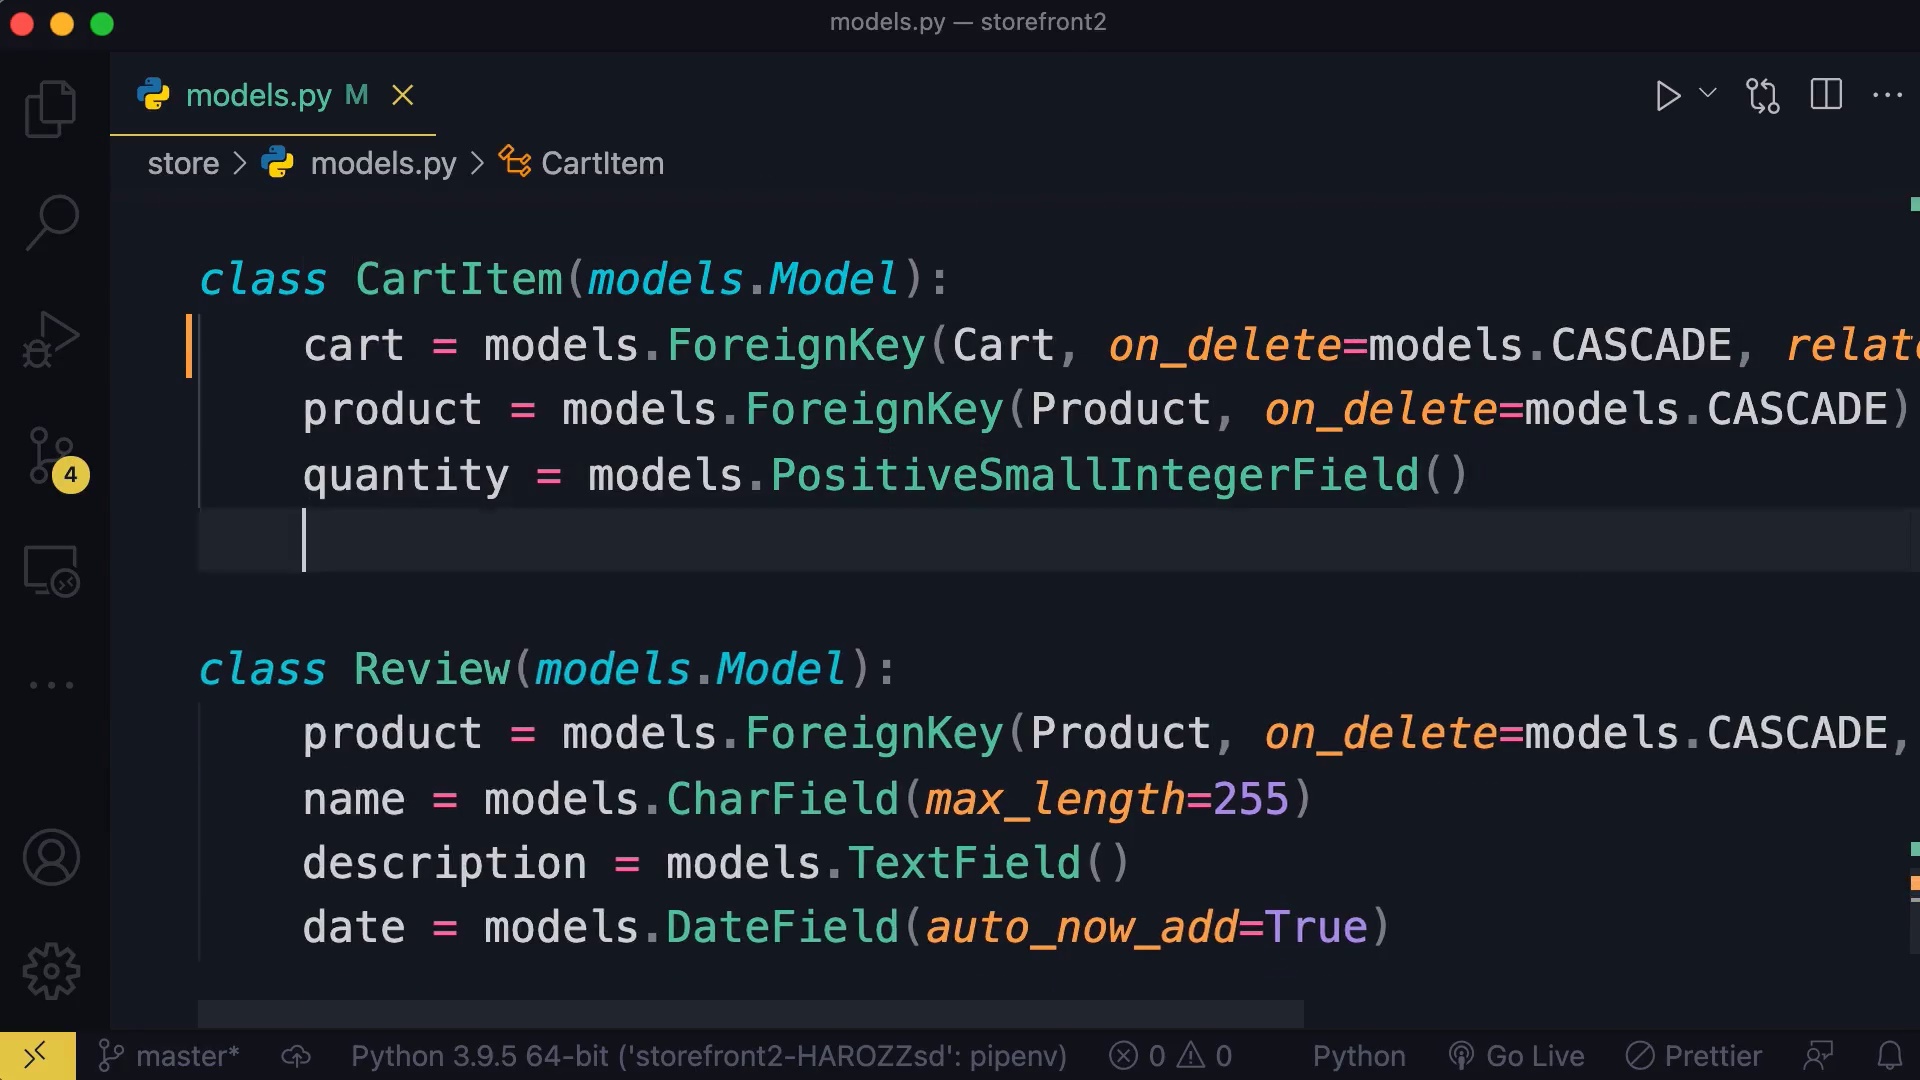 models.py — storefront2
models.py M
store > models.py > CartItem
class CartItem(models.Model):
cart = models.ForeignKey(Cart, on_delete=models.CASCADE, relat
product = models.ForeignKey(Product, on_delete=models.CASCADE)
quantity = models.PositiveSmallIntegerField()
class Review(models.Model):
product = models.ForeignKey(Product, on_delete=models.CASCADE,
name = models.CharField(max_length=255)
description = models.TextField()
date = models.DateField(auto_now_add=True)
4
master* Python 3.9.5 64-bit ('storefront2-HAROZZsd': pipenv) 0 0 Python Go Live Prettier